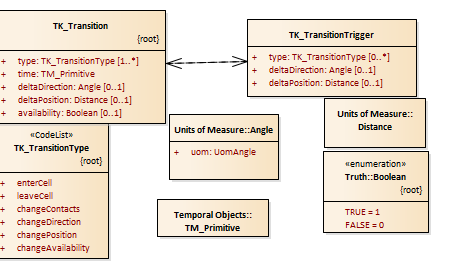 TK_Transition
{root}
+ type: TK_TransitionType [1..*]
+ time: TM_Primitive
+ deltaDirection: Angle [0..1]
+ deltaPosition: Distance [0..1]
+ availability: Boolean [0..1]
TK_TransitionTrigger
+ type: TK_TransitionType [0..*]
+ deltaDirection: Angle [0..1]
+ deltaPosition: Distance [0..1]
«CodeList»
TK_TransitionType
{root}
+ enterCell
+ leaveCell
+ changeContacts
+ changeDirection
+ changePosition
+ changeAvailability
Units of Measure::Angle
+ uom: UomAngle
Units of Measure::
Distance
«enumeration»
Truth::Boolean
{root}
TRUE = 1
FALSE = 0
Temporal Objects::
TM_Primitive